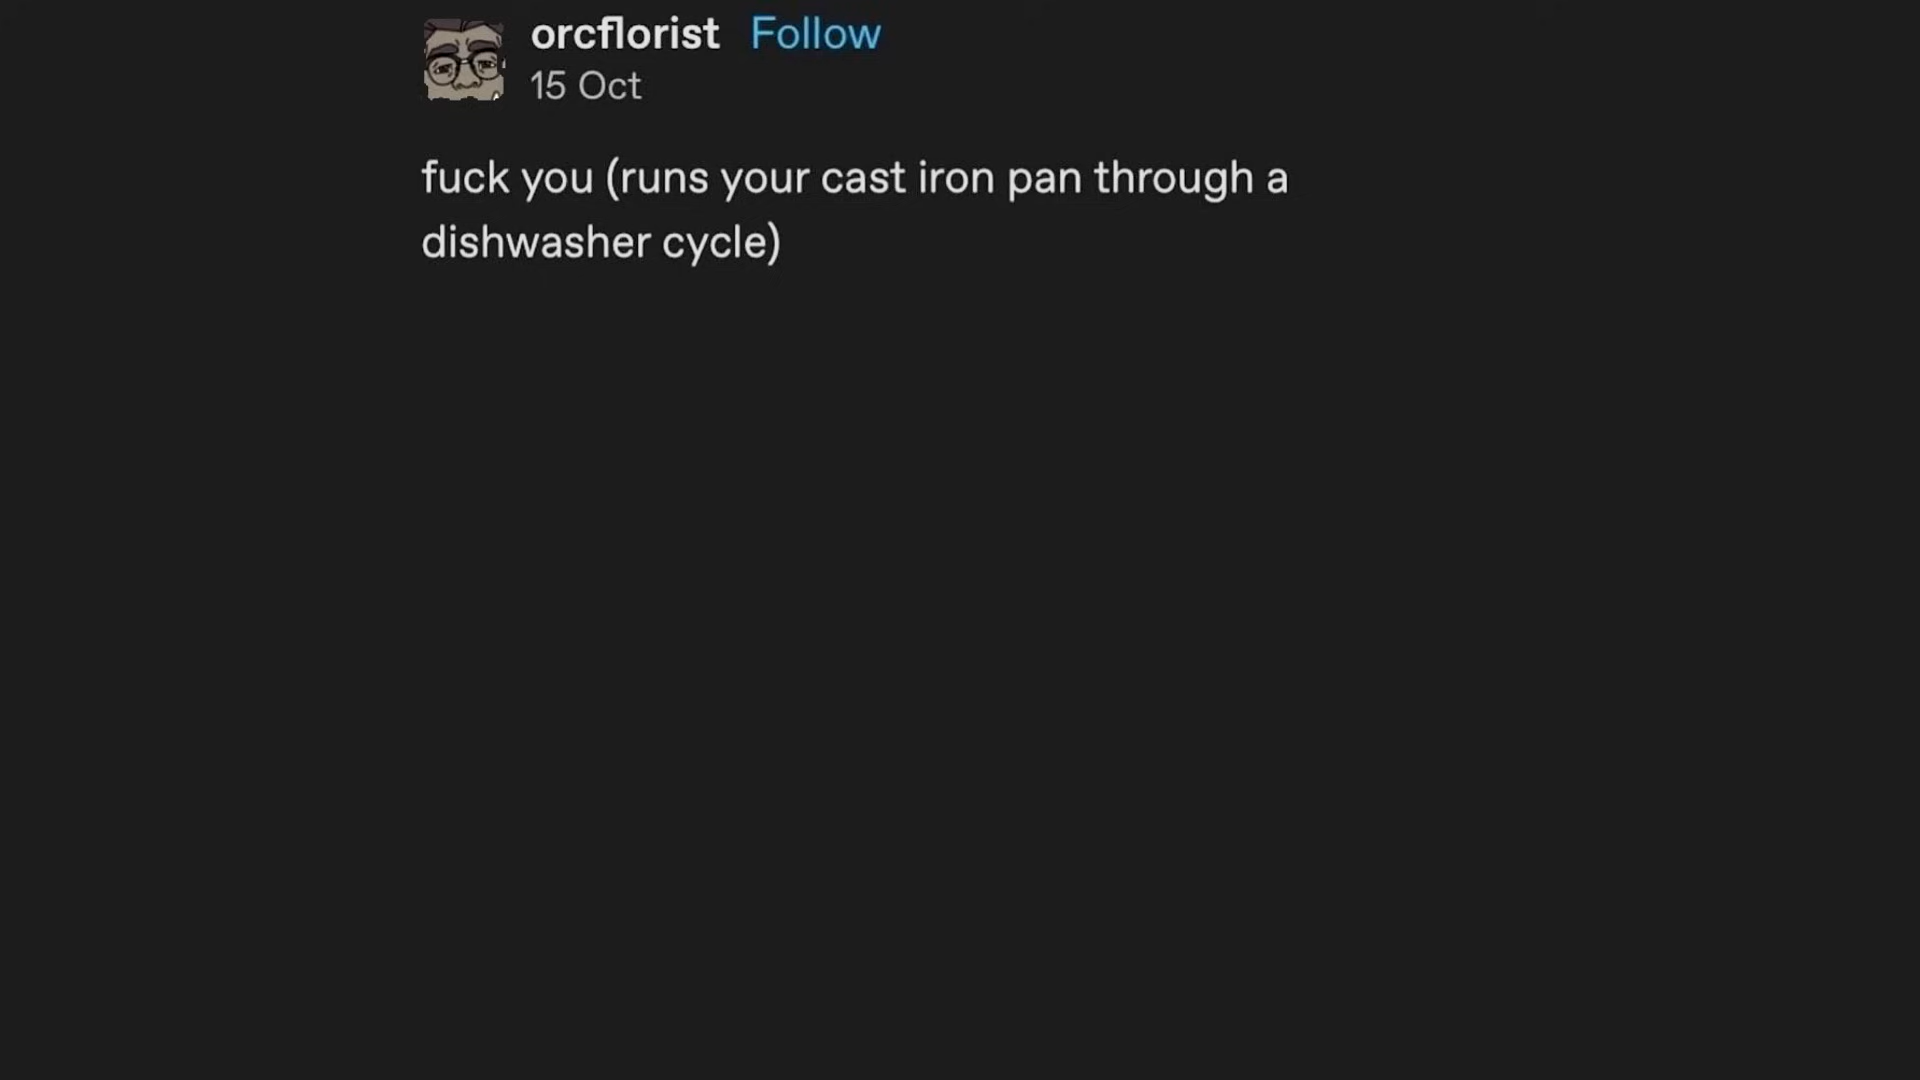 orcflorist Follow
15 Oct
fuck you (runs your cast iron pan through a
dishwasher cycle)